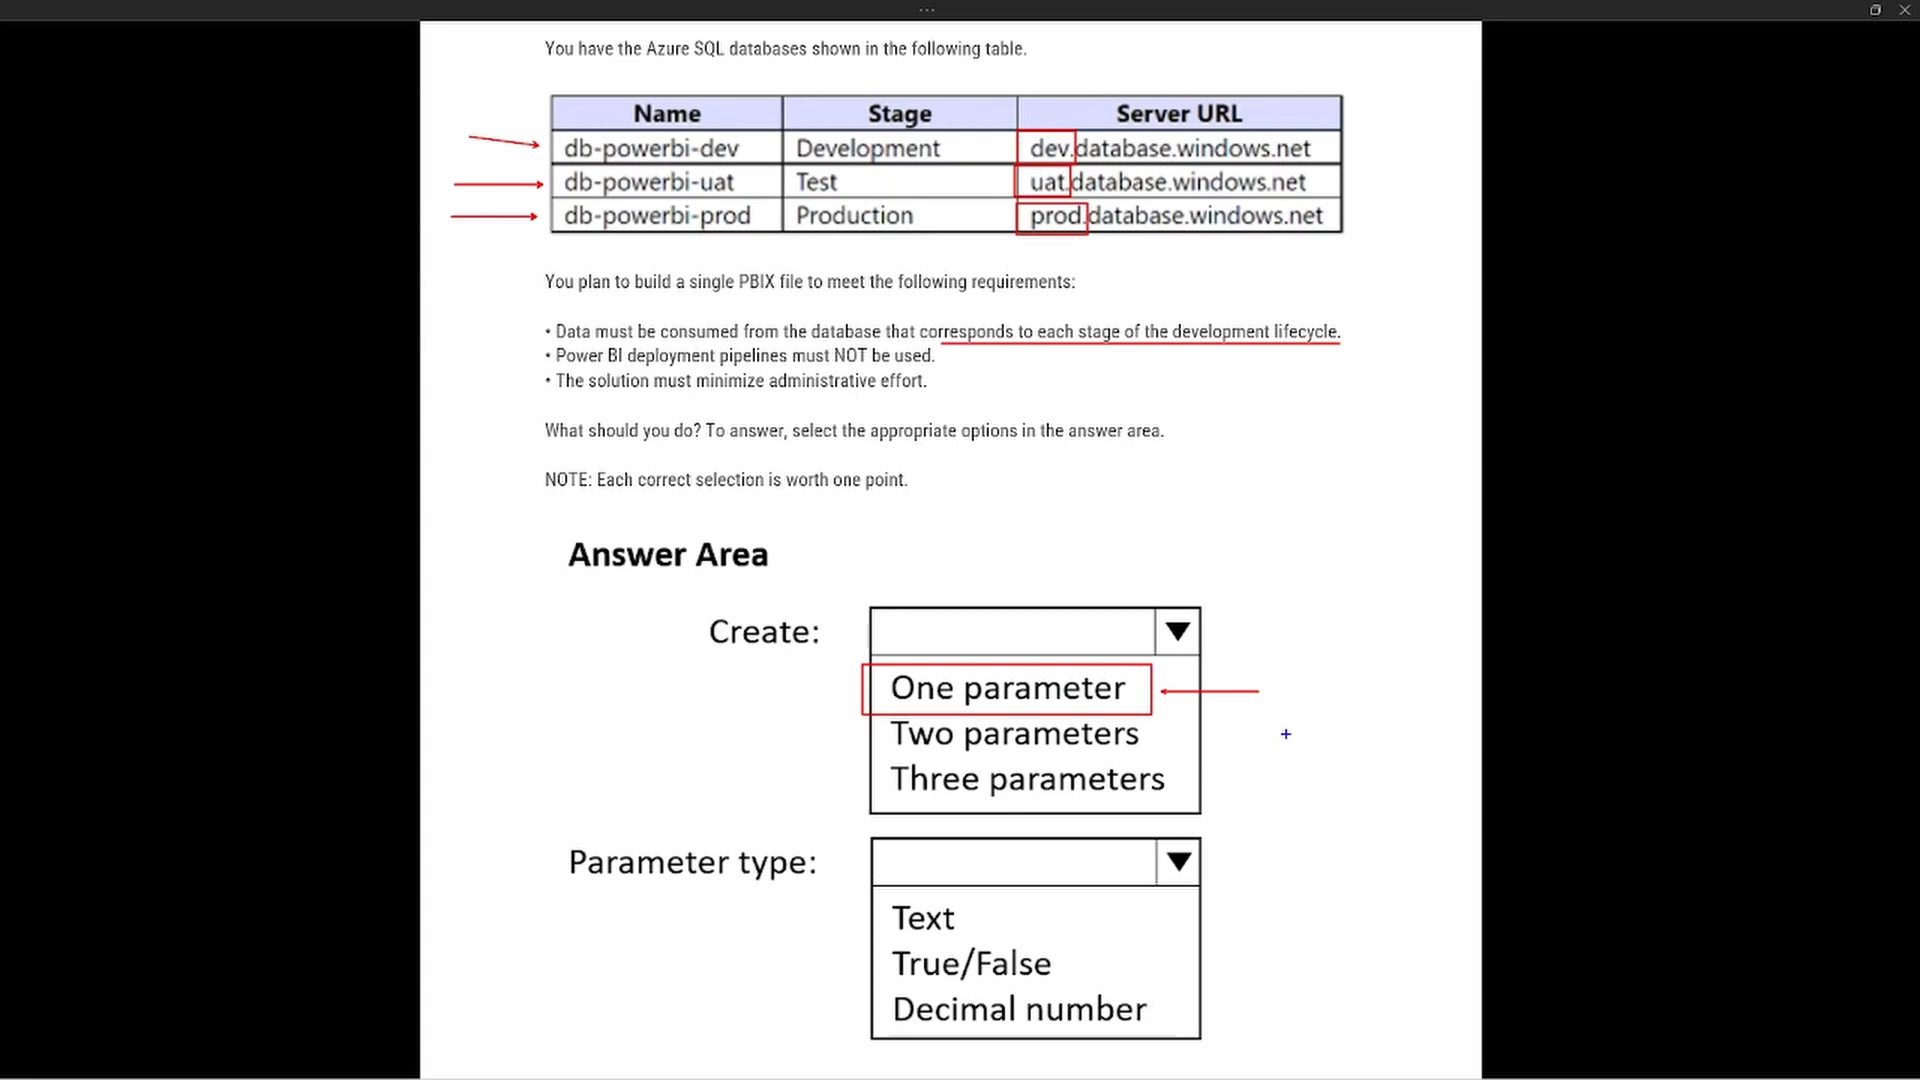 You have the Azure SQL databases shown in the following table.
Name Stage Server URL
db-powerbi-dev Development dev.database.windows.net
db-powerbi-uat Test uat.database.windows.net
db-powerbi-prod Production prod.database.windows.net
You plan to build a single PBIX file to meet the following requirements:
• Data must be consumed from the database that corresponds to each stage of the development lifecycle.
• Power BI deployment pipelines must NOT be used.
• The solution must minimize administrative effort.
What should you do? To answer, select the appropriate options in the answer area.
NOTE: Each correct selection is worth one point.
Answer Area
Create:
One parameter
Two parameters
Three parameters
Parameter type:
Text
True/False
Decimal number